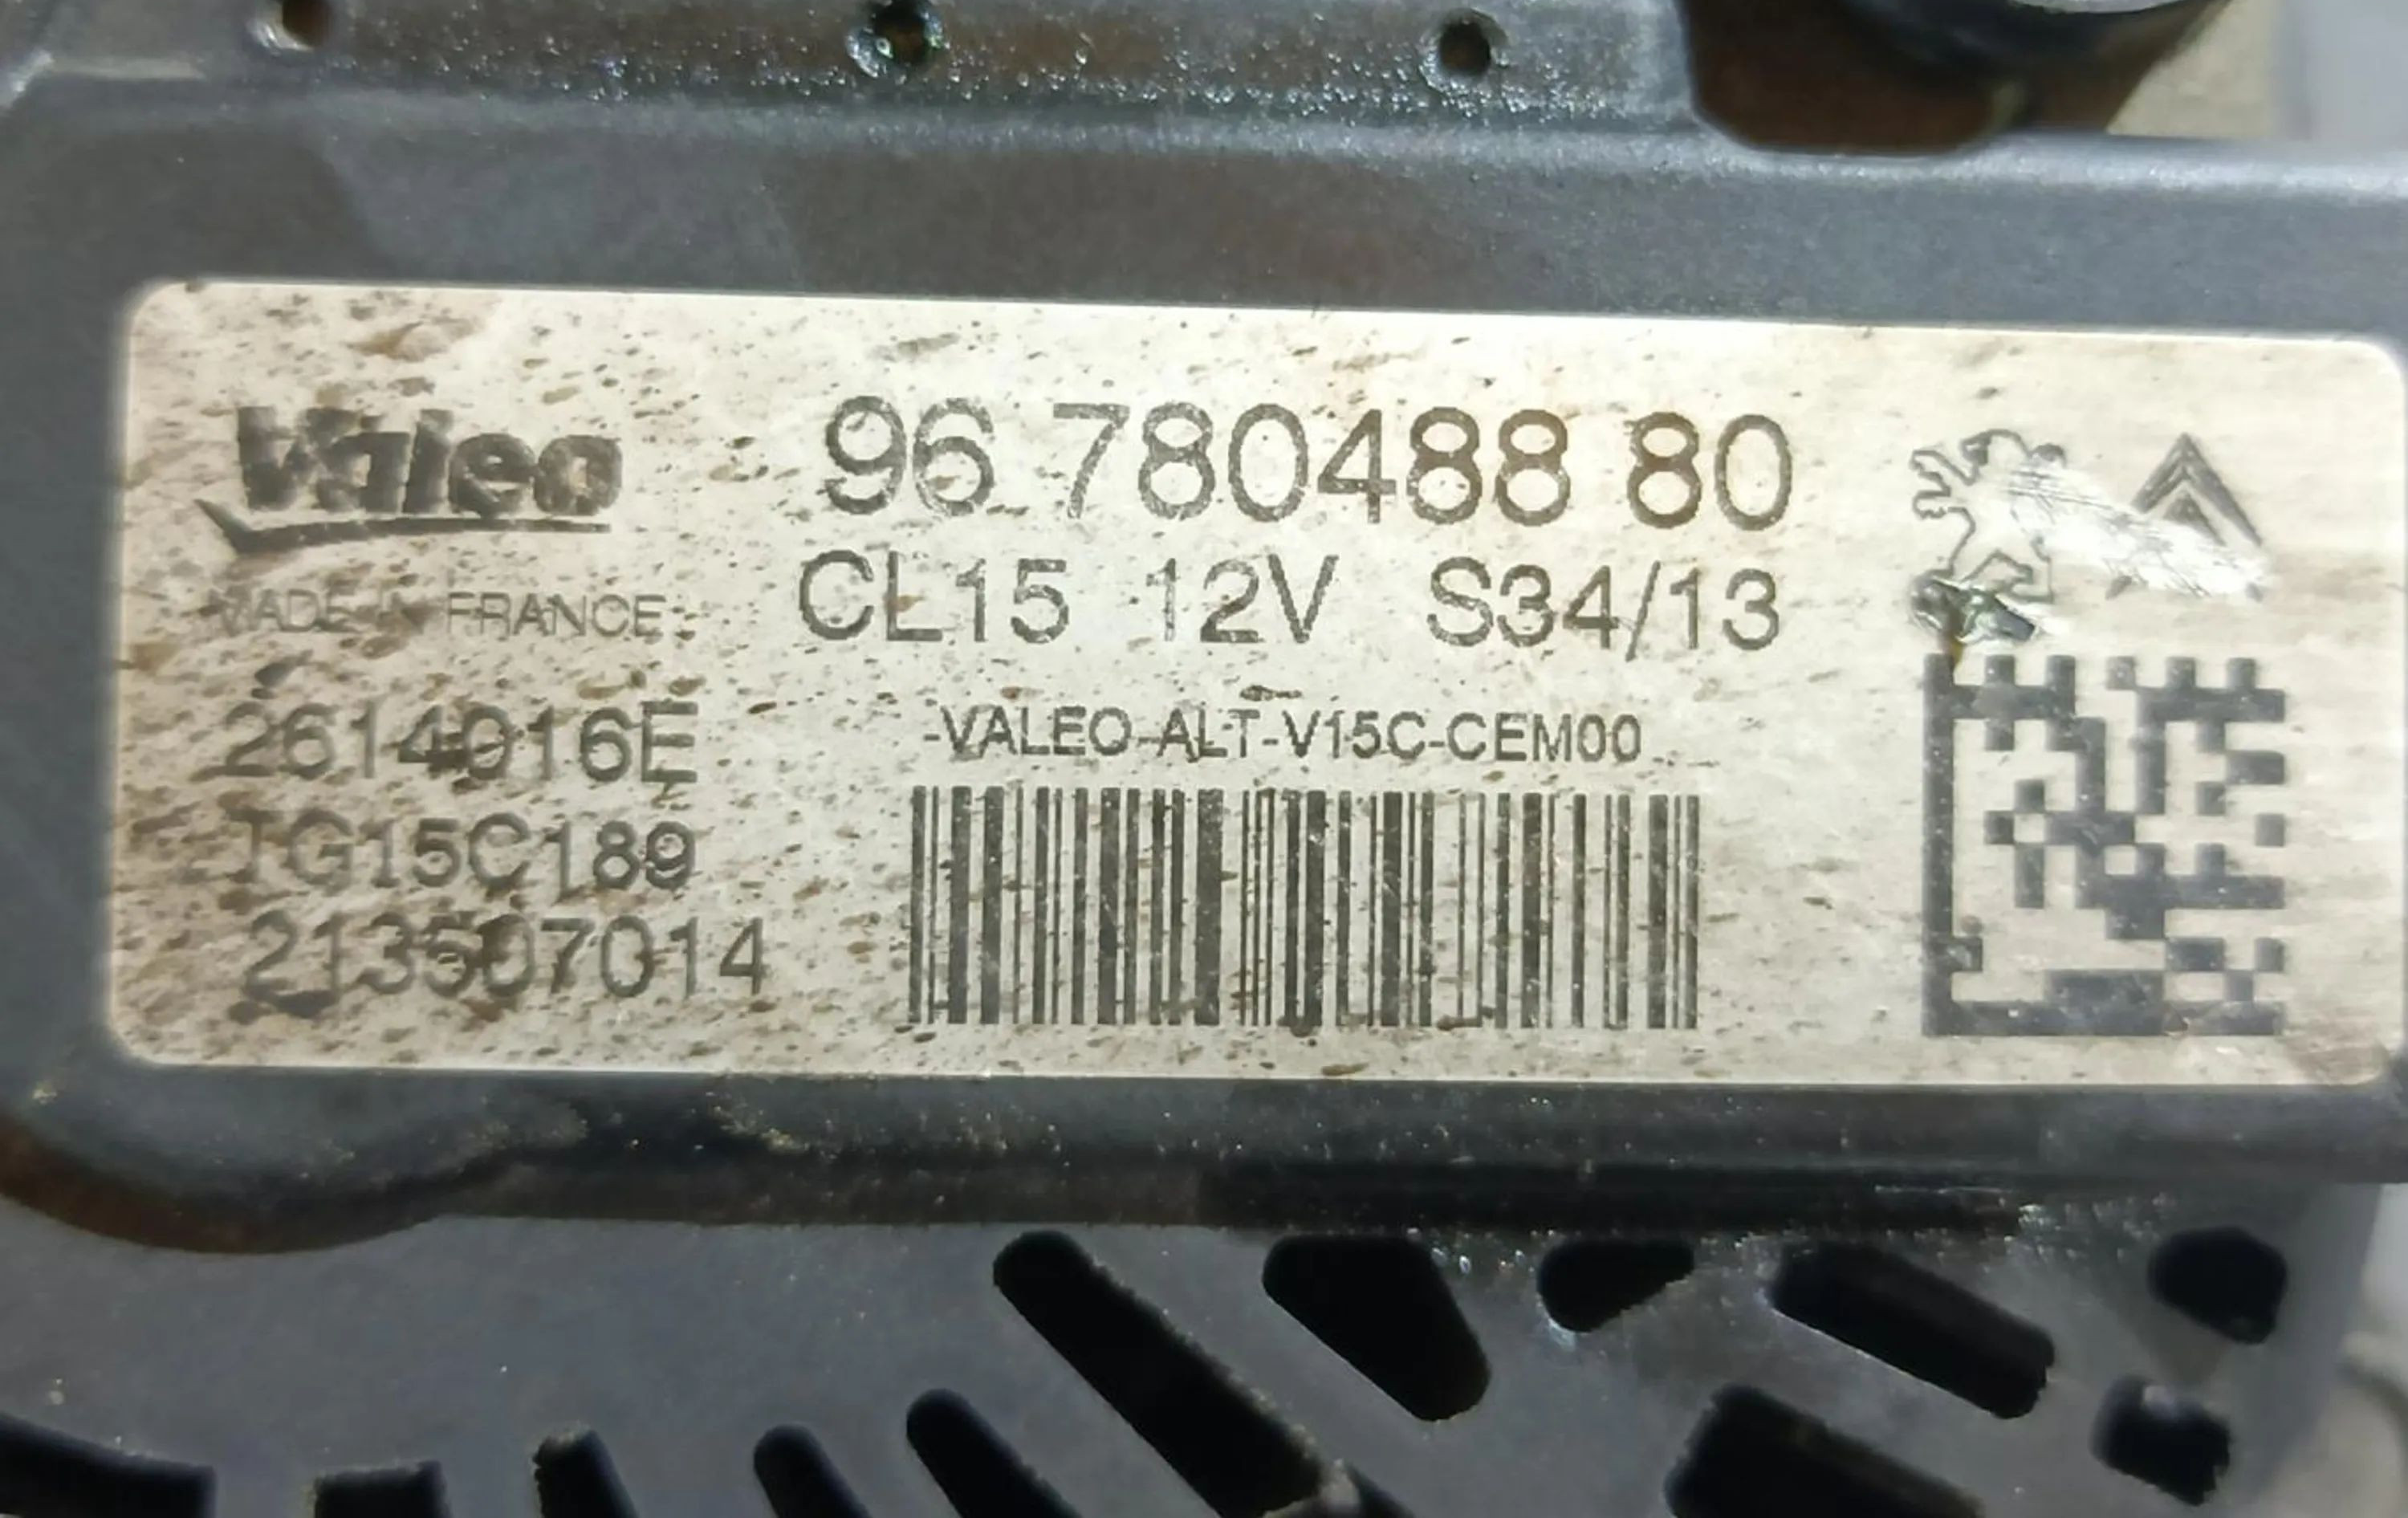 Valeo
96 780488 80
CL15 12V S34/13
MADE IN FRANCE
2614016E
-VALEO-ALT-V15C-CEM00
TG15C189
213507014